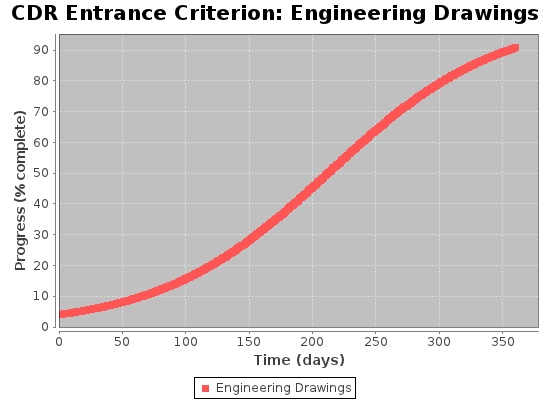 CDR Entrance Criterion: Engineering Drawings
90
80
70
60
50
40
30
20
10
0
Progress (% complete)
0 50 100 150 200 250 300 350
Time (days)
Engineering Drawings